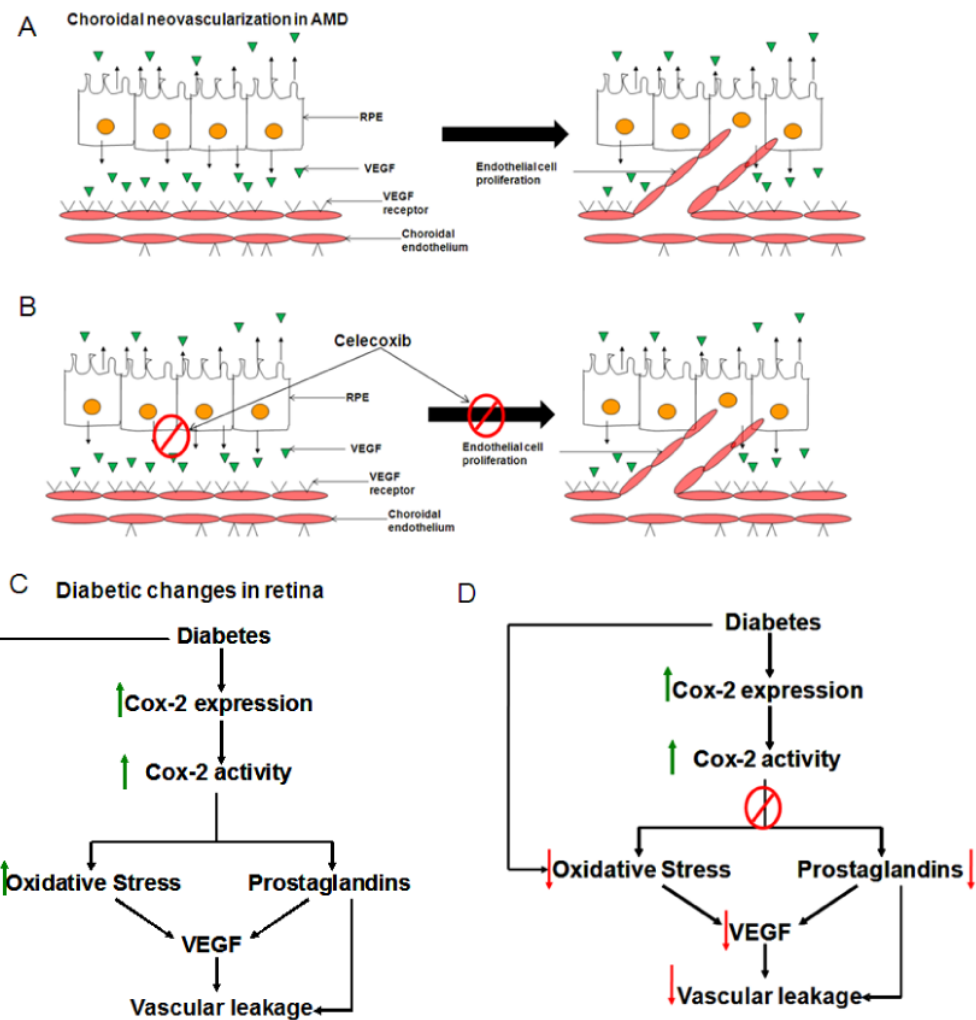 A
Choroidal neovascularization in AMD
RPE
VEGF
VEGF
receptor
Choroidal
endothelium
Endothelial cell
proliferation
B
Celecoxib
RPE
VEGF
VEGF
receptor
Choroidal
endothelium
Endothelial cell
proliferation
C
Diabetic changes in retina
Diabetes
Cox-2 expression
Cox-2 activity
Oxidative Stress
Prostaglandins
VEGF
Vascular leakage
D
Diabetes
Cox-2 expression
Cox-2 activity
Oxidative Stress
Prostaglandins
VEGF
Vascular leakage